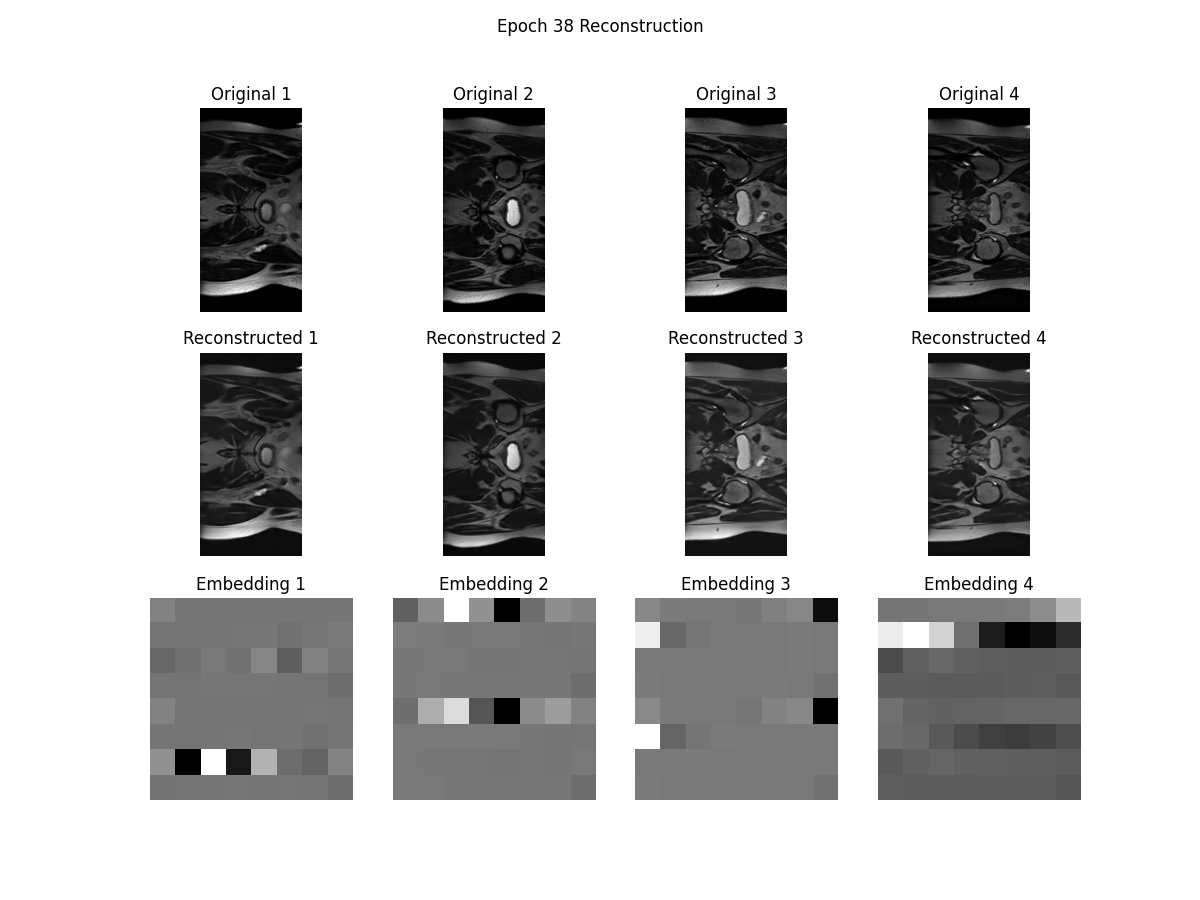 Epoch 38 Reconstruction
Original 1
Original 2
Original 3
Original 4
Reconstructed 1
Reconstructed 2
Reconstructed 3
Reconstructed 4
Embedding 1
Embedding 2
Embedding 3
Embedding 4